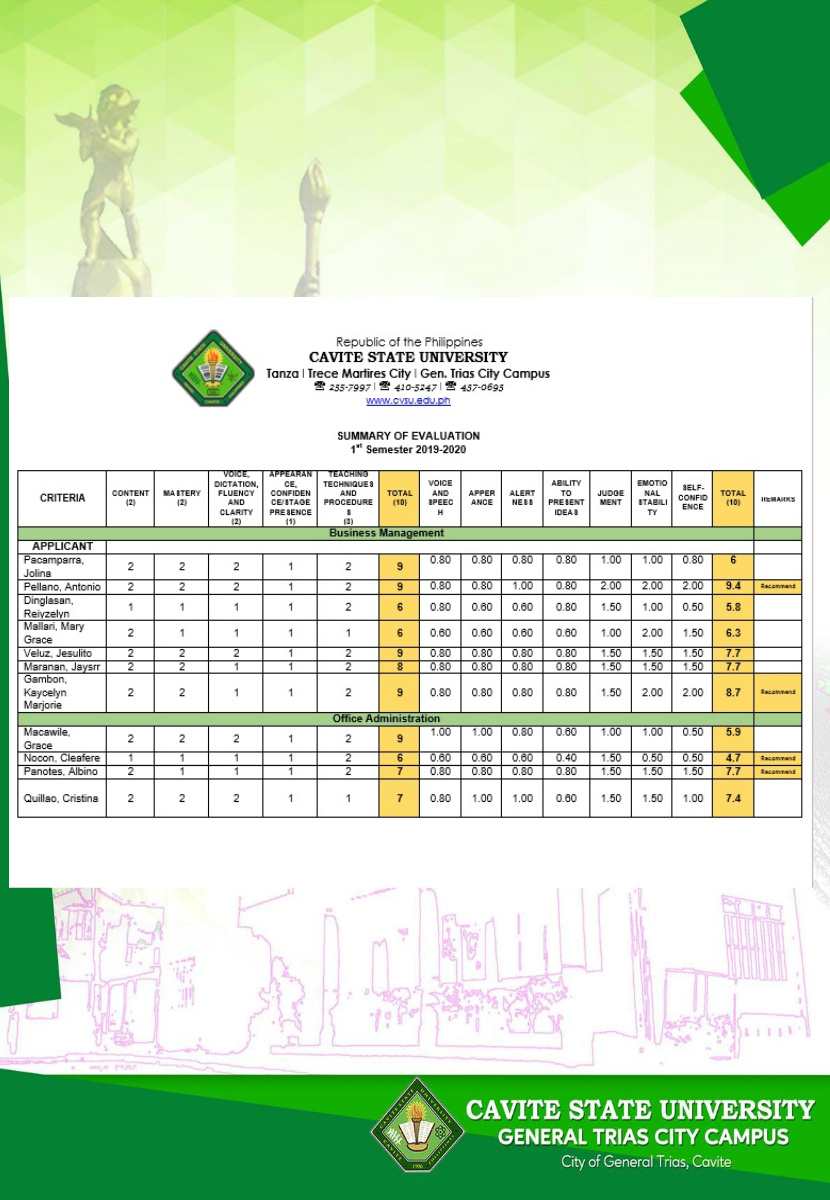 Republic of the Philippines
CAVITE STATE UNIVERSITY
Tanza | Trece Martires City | Gen. Trias City Campus
☎ 235-7997 | ☎ 410-5247 | ☎ 437-0693
www.cvsu.edu.ph
SUMMARY OF EVALUATION
1st Semester 2019-2020
CRITERIA CONTENT (2) MASTERY (2) VOICE, DICTATION, FLUENCY AND CLARITY (2) APPEARANCE, CONFIDENCE/STAGE PRESENCE (1) TEACHING TECHNIQUES AND PROCEDURES (3) TOTAL (10) VOICE AND SPEECH APPERANCE ALERTNESS ABILITY TO PRESENT IDEAS JUDGEMENT EMOTIONAL STABILITY SELF-CONFIDENCE TOTAL (10) REMARKS
Business Management
APPLICANT
Pacamparra, Jolina 2 2 2 1 2 9 0.80 0.80 0.80 0.80 1.00 1.00 0.80 6
Pellano, Antonio 2 2 2 1 2 9 0.80 0.80 1.00 0.80 2.00 2.00 2.00 9.4 Recommend
Dinglasan, Reiyzelyn 1 1 1 1 2 6 0.80 0.60 0.60 0.80 1.50 1.00 0.50 5.8
Mallari, Mary Grace 2 1 1 1 1 6 0.60 0.60 0.60 0.60 1.00 2.00 1.50 6.3
Veluz, Jesulito 2 2 2 1 2 9 0.80 0.80 0.80 0.80 1.50 1.50 1.50 7.7
Maranan, Jaysrr 2 2 1 1 2 8 0.80 0.80 0.80 0.80 1.50 1.50 1.50 7.7
Gambon, Kaycelyn Marjorie 2 2 1 1 2 9 0.80 0.80 0.80 0.80 1.50 2.00 2.00 8.7 Recommend
Office Administration
Macawile, Grace 2 2 2 1 2 9 1.00 1.00 0.80 0.60 1.00 1.00 0.50 5.9
Nocon, Cleafere 1 1 1 1 2 6 0.60 0.60 0.60 0.40 1.50 0.50 0.50 4.7 Recommend
Panotes, Albino 2 1 1 1 2 7 0.80 0.80 0.80 0.80 1.50 1.50 1.50 7.7 Recommend
Quillao, Cristina 2 2 2 1 1 7 0.80 1.00 1.00 0.60 1.50 1.50 1.00 7.4
CAVITE STATE UNIVERSITY
GENERAL TRIAS CITY CAMPUS
City of General Trias, Cavite